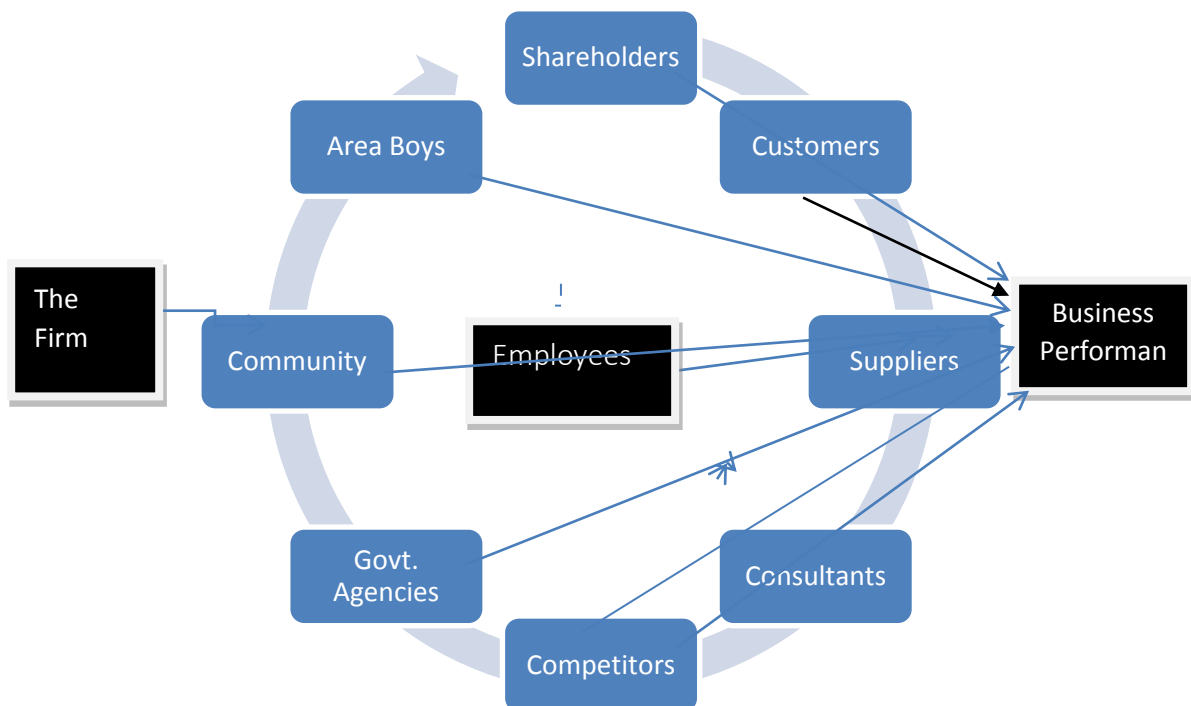 Shareholders
Area Boys
Customers
The
Firm
Business
Performan
Community
Employees
Suppliers
Govt.
Agencies
Consultants
Competitors